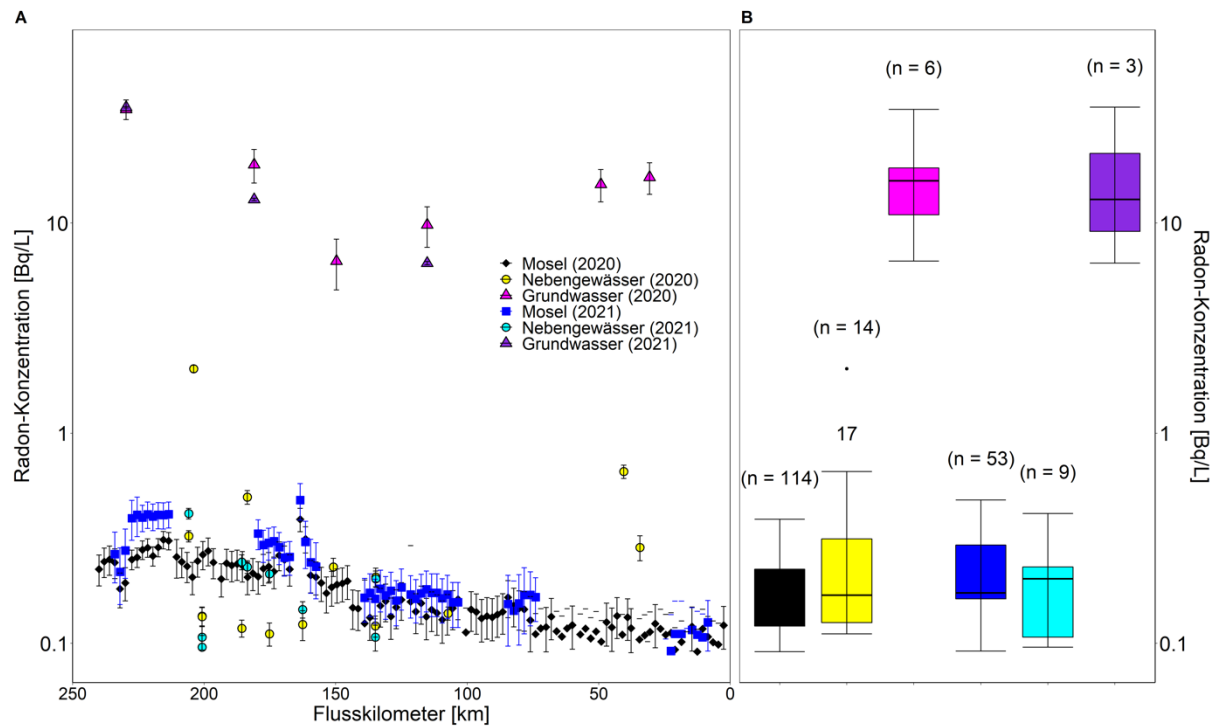 A
B
(n = 6)
(n = 3)
Radon-Konzentration [Bq/L]
10
1
0.1
Mosel (2020)
Nebengewässer (2020)
Grundwasser (2020)
Mosel (2021)
Nebengewässer (2021)
Grundwasser (2021)
(n = 14)
17
(n = 114)
(n = 53)
(n = 9)
10
1
0.1
Radon-Konzentration [Bq/L]
250
200
150
100
50
0
Flusskilometer [km]